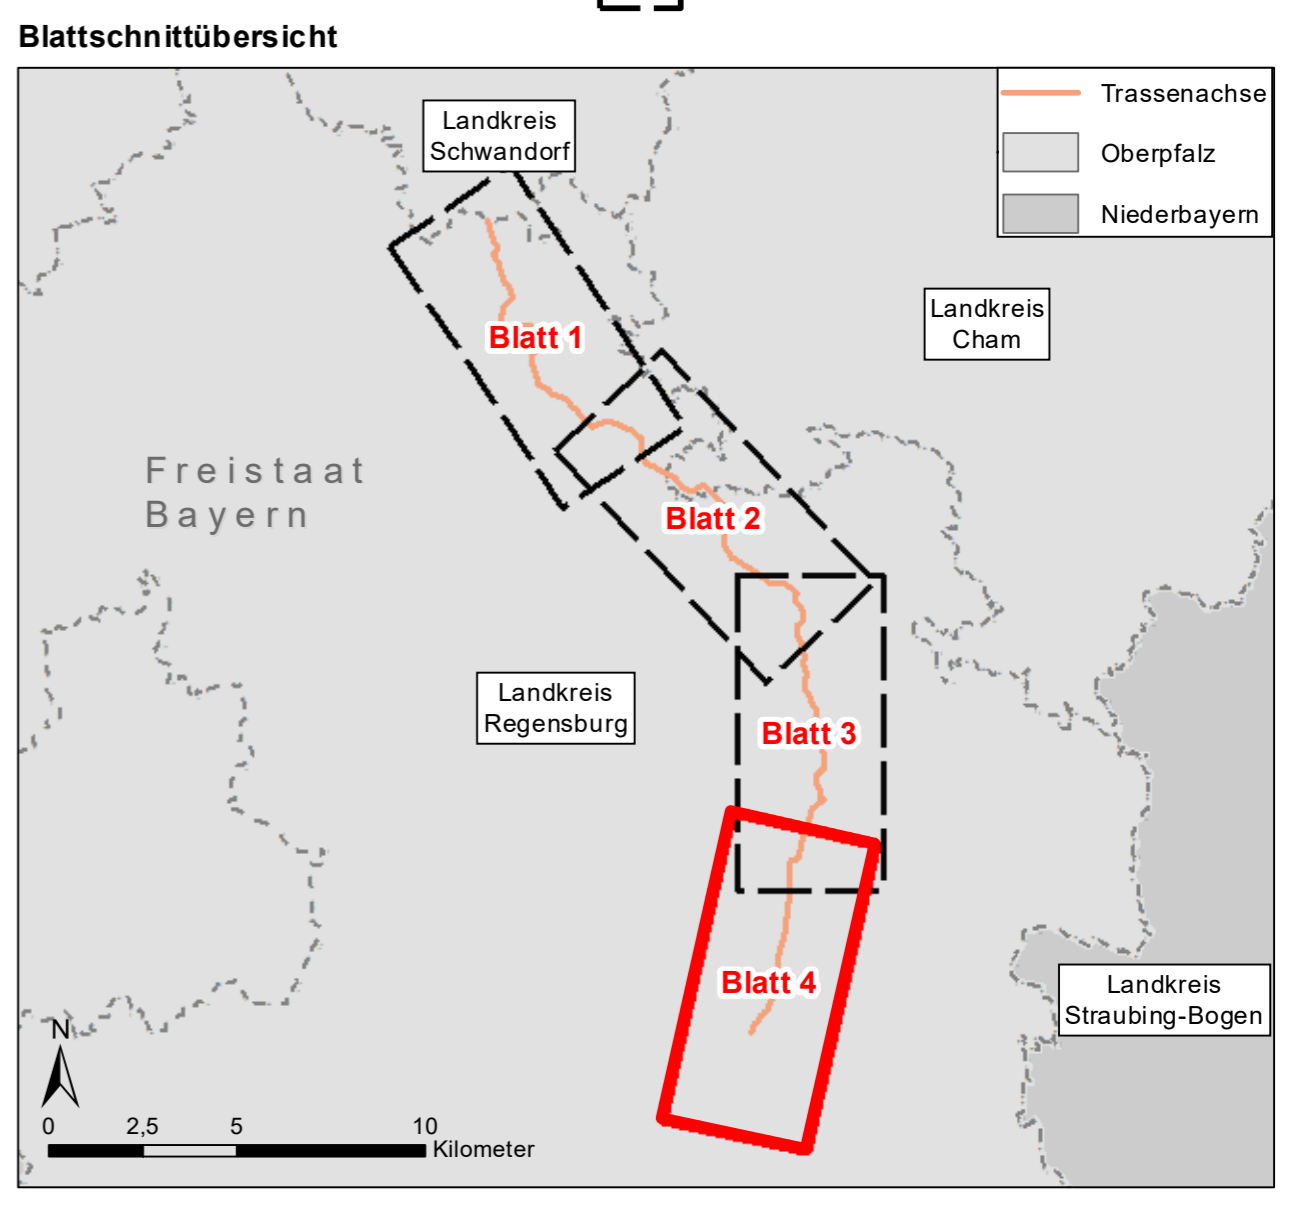 Blattschnittübersicht
Trassenachse
Oberpfalz
Niederbayern
Landkreis
Schwandorf
Landkreis
Cham
Blatt 1
Freistaat
Bayern
Blatt 2
Landkreis
Regensburg
Blatt 3
Blatt 4
Landkreis
Straubing-Bogen
N
0 2,5 5 10
Kilometer